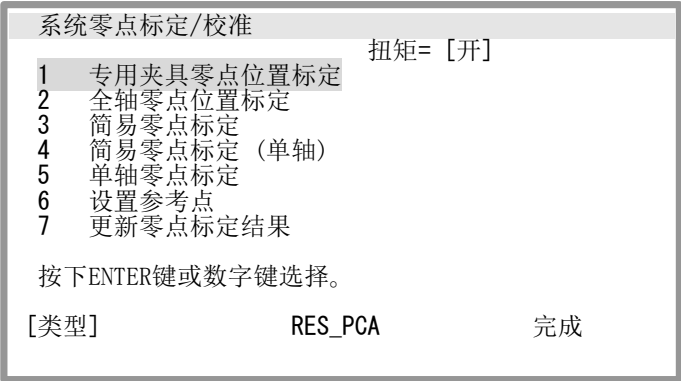 系统零点标定/校准
扭矩= [开]
1 专用夹具零点位置标定
2 全轴零点位置标定
3 简易零点标定
4 简易零点标定 (单轴)
5 单轴零点标定
6 设置参考点
7 更新零点标定结果
按下ENTER键或数字键选择。
[类型] RES_PCA 完成